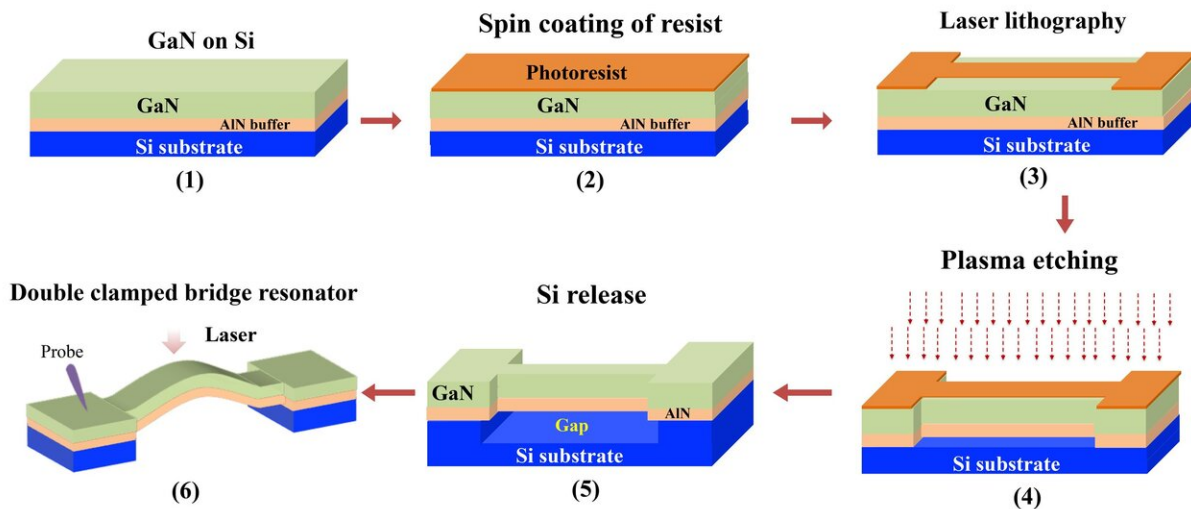 GaN on Si
GaN
AlN buffer
Si substrate
(1)
Spin coating of resist
Photoresist
GaN
AlN buffer
Si substrate
(2)
Laser lithography
GaN
AlN buffer
Si substrate
(3)
Plasma etching
Si substrate
(4)
Si release
GaN
AlN
Gap
Si substrate
(5)
Double clamped bridge resonator
Laser
Probe
(6)